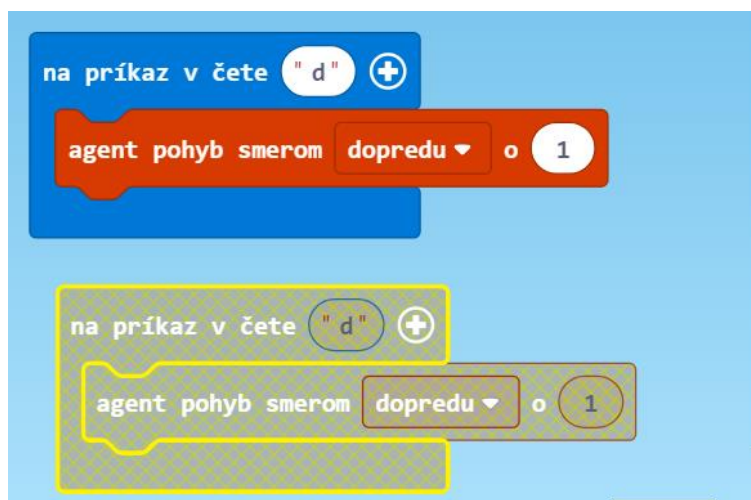 na príkaz v čete "d"
agent pohyb smerom dopredu o 1
na príkaz v čete "d"
agent pohyb smerom dopredu o 1